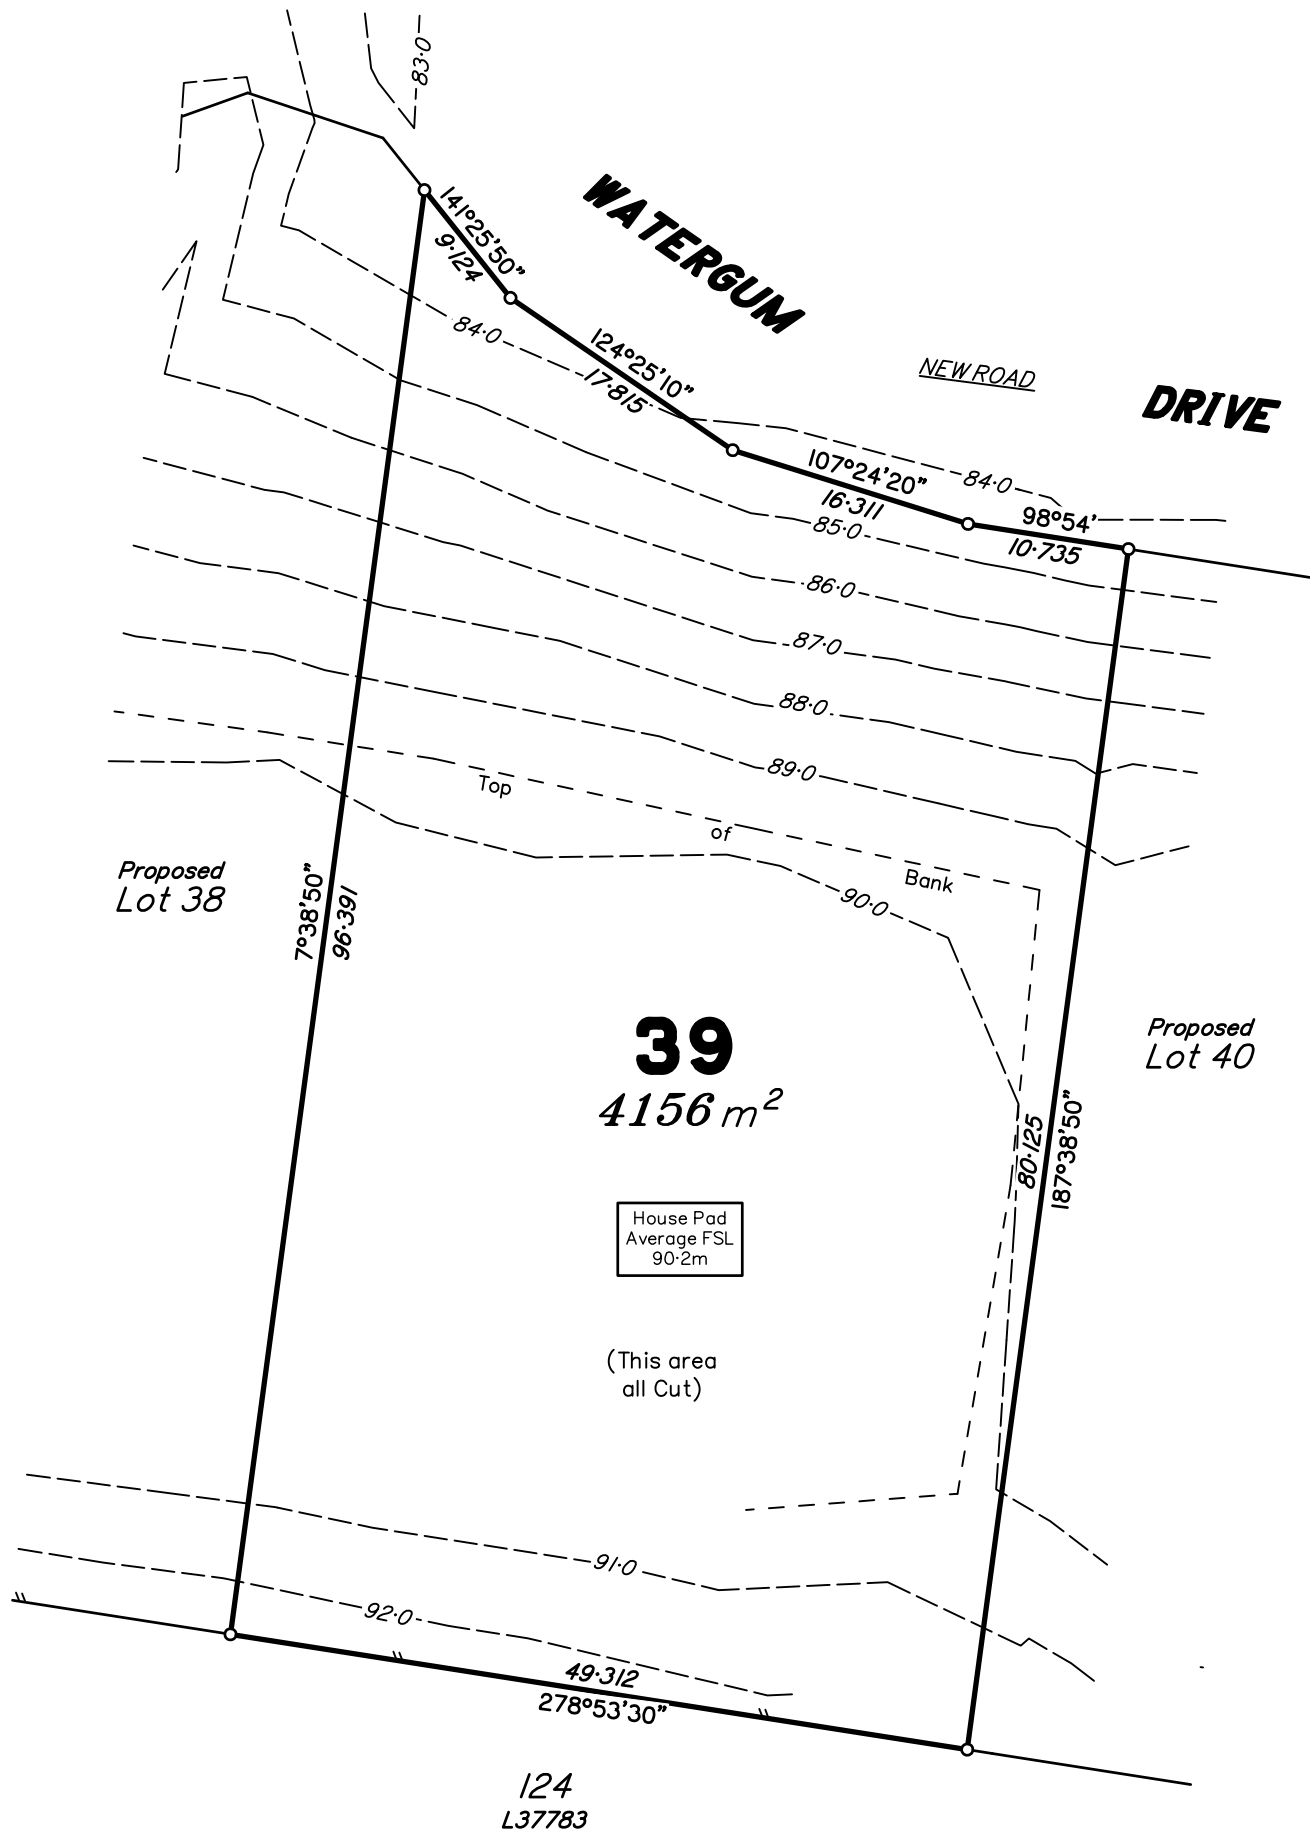 83·0
WATERGUM
141°25'50"
9·124
84·0
124°25'10"
17·815
NEW ROAD
DRIVE
107°24'20"
16·311
84·0
98°54'
10·735
85·0
86·0
87·0
88·0
89·0
Top
of
Bank
90·0
Proposed
Lot 38
7°38'50"
96·391
39
4156 m²
Proposed
Lot 40
80·125
187°38'50"
House Pad
Average FSL
90·2m
(This area
all Cut)
91·0
92·0
49·312
278°53'30"
124
L37783